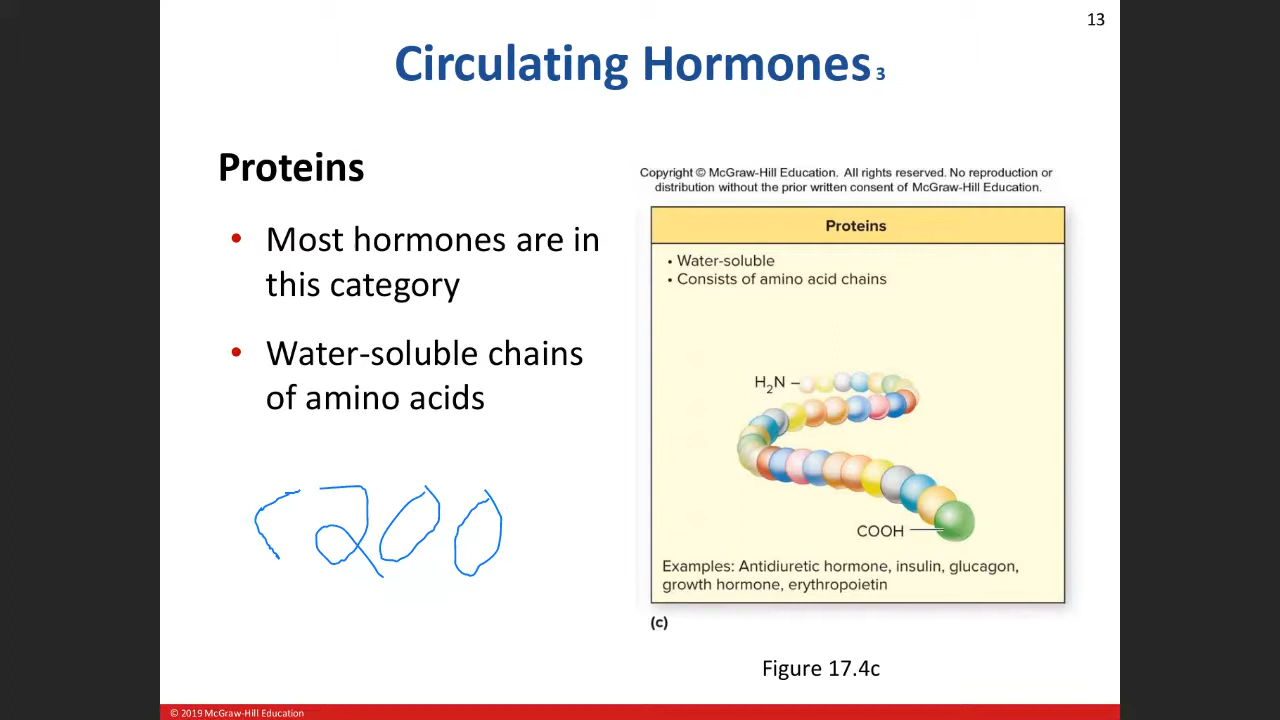 13
Circulating Hormones 3
Proteins
• Most hormones are in
this category
• Water-soluble chains
of amino acids
<200
Copyright © McGraw-Hill Education. All rights reserved. No reproduction or
distribution without the prior written consent of McGraw-Hill Education.
Proteins
• Water-soluble
• Consists of amino acid chains
H2N
COOH
Examples: Antidiuretic hormone, insulin, glucagon,
growth hormone, erythropoietin
(c)
Figure 17.4c
© 2019 McGraw-Hill Education